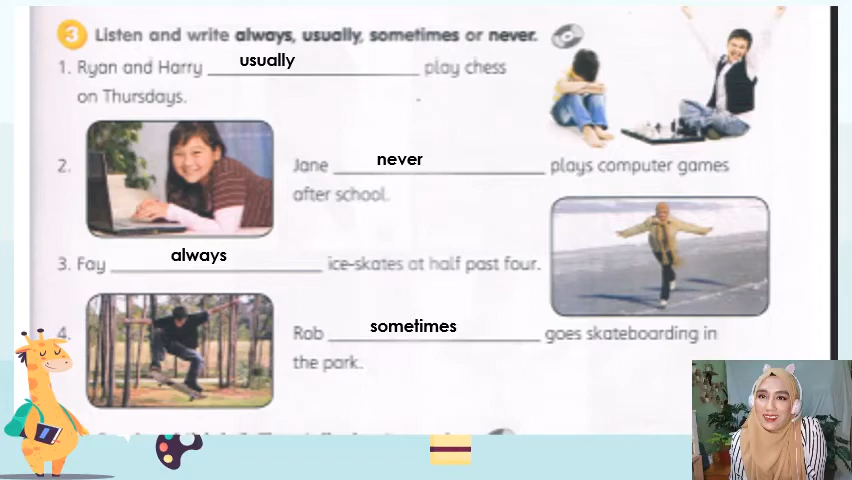 3 Listen and write always, usually, sometimes or never.
1. Ryan and Harry usually play chess
on Thursdays.
2. Jane never plays computer games
after school.
3. Fay always ice-skates at half past four.
4. Rob sometimes goes skateboarding in
the park.